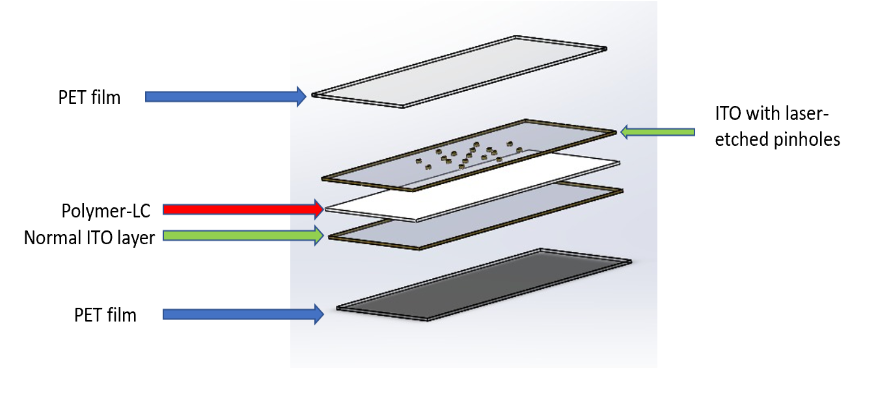 PET film
ITO with laser-
etched pinholes
Polymer-LC
Normal ITO layer
PET film